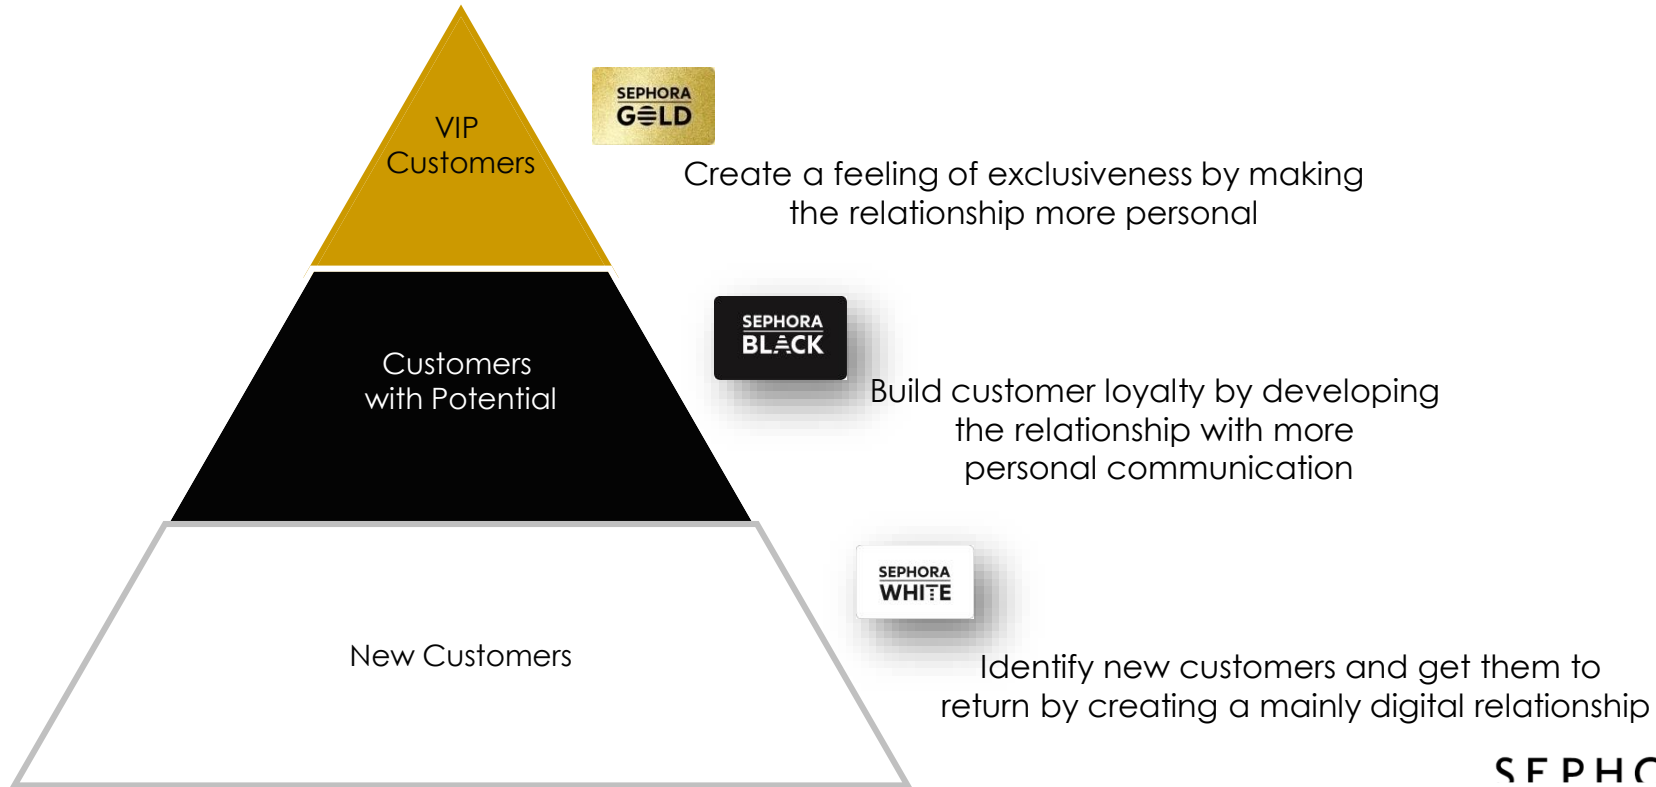 VIP
Customers
SEPHORA
GOLD
Create a feeling of exclusiveness by making
the relationship more personal
Customers
with Potential
SEPHORA
BLACK
Build customer loyalty by developing
the relationship with more
personal communication
New Customers
SEPHORA
WHITE
Identify new customers and get them to
return by creating a mainly digital relationship
SEPHO